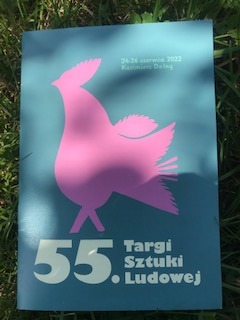 24-26 czerwca 2022
Kazimierz Dolny
55. Targi
Sztuki
Ludowej